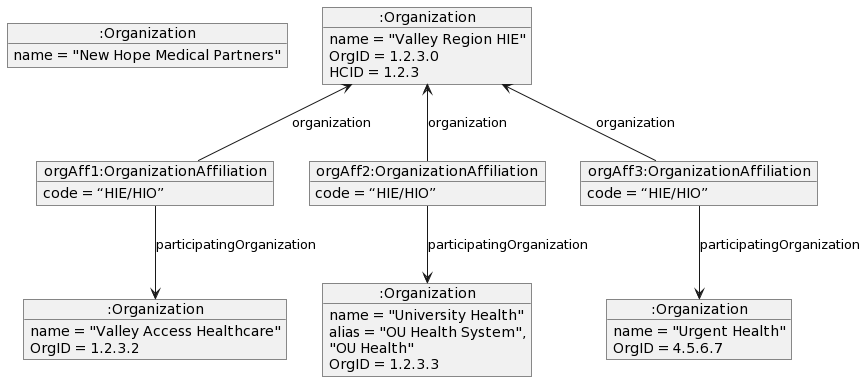 :Organization
name = "New Hope Medical Partners"
:Organization
name = "Valley Region HIE"
OrgID = 1.2.3.0
HCID = 1.2.3
organization
organization
organization
orgAff1:OrganizationAffiliation
code = “HIE/HIO”
orgAff2:OrganizationAffiliation
code = “HIE/HIO”
orgAff3:OrganizationAffiliation
code = “HIE/HIO”
participatingOrganization
participatingOrganization
participatingOrganization
:Organization
name = "Valley Access Healthcare"
OrgID = 1.2.3.2
:Organization
name = "University Health"
alias = "OU Health System",
"OU Health"
OrgID = 1.2.3.3
:Organization
name = "Urgent Health"
OrgID = 4.5.6.7